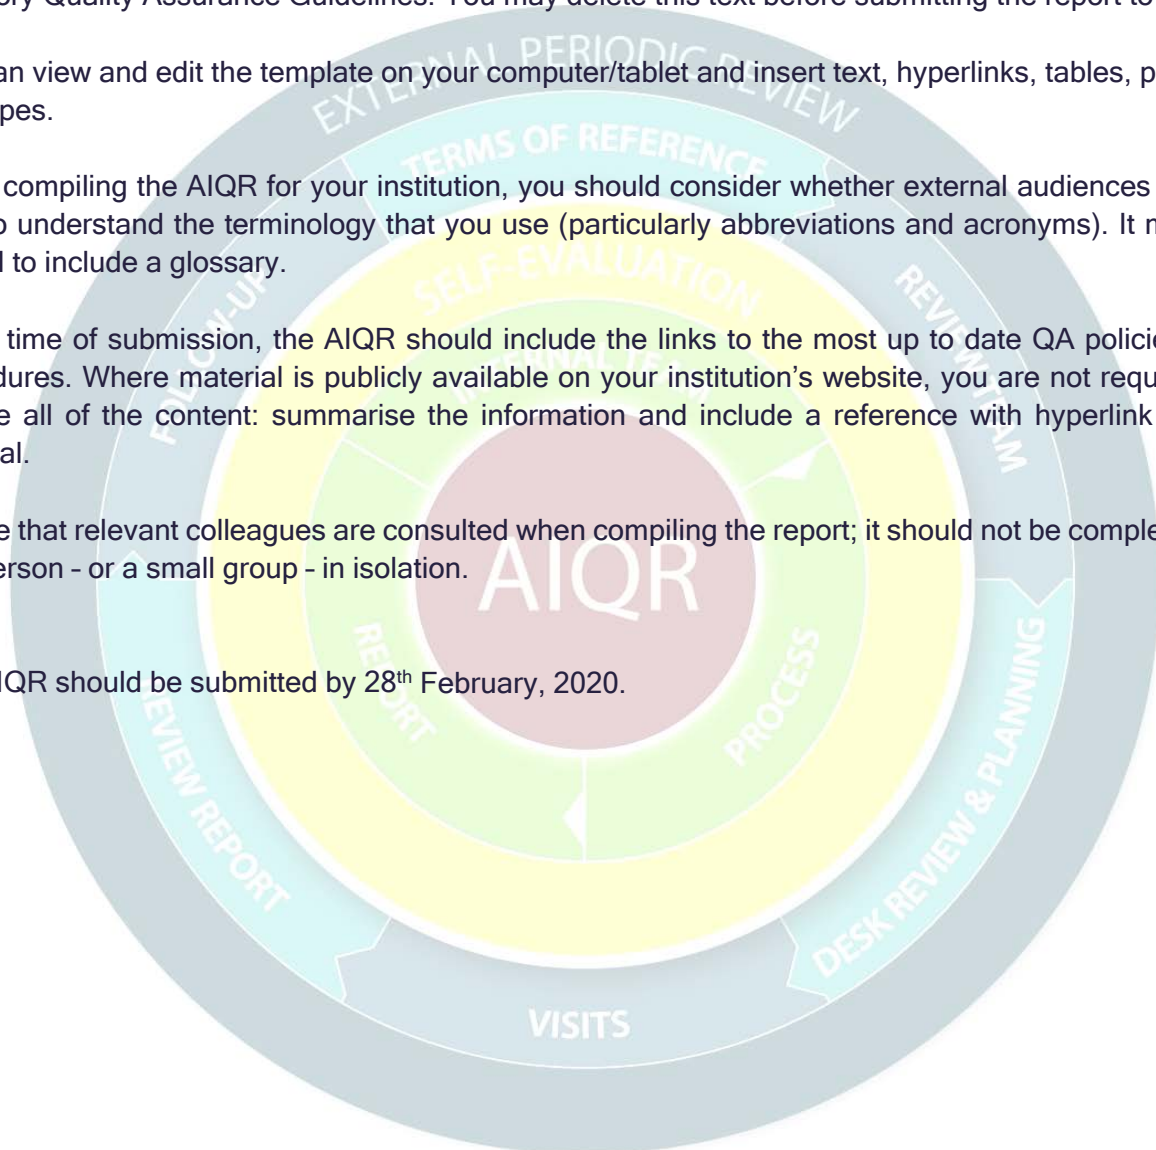 ory Quality Assurance Guidelines. You may delete this text before submitting the report to
an view and edit the template on your computer/tablet and insert text, hyperlinks, tables, p
pes.
compiling the AIQR for your institution, you should consider whether external audiences
o understand the terminology that you use (particularly abbreviations and acronyms). It m
l to include a glossary.
time of submission, the AIQR should include the links to the most up to date QA policie
dures. Where material is publicly available on your institution’s website, you are not requ
e all of the content: summarise the information and include a reference with hyperlink
al.
e that relevant colleagues are consulted when compiling the report; it should not be comple
erson - or a small group - in isolation.
IQR should be submitted by 28th February, 2020.
EXTERNAL PERIODIC REVIEW
TERMS OF REFERENCE
REVIEW TEAM
DESK REVIEW & PLANNING
VISITS
REVIEW REPORT
FOLLOW-UP
SELF-EVALUATION
INTERNAL TEAM
PROCESS
REPORT
AIQR